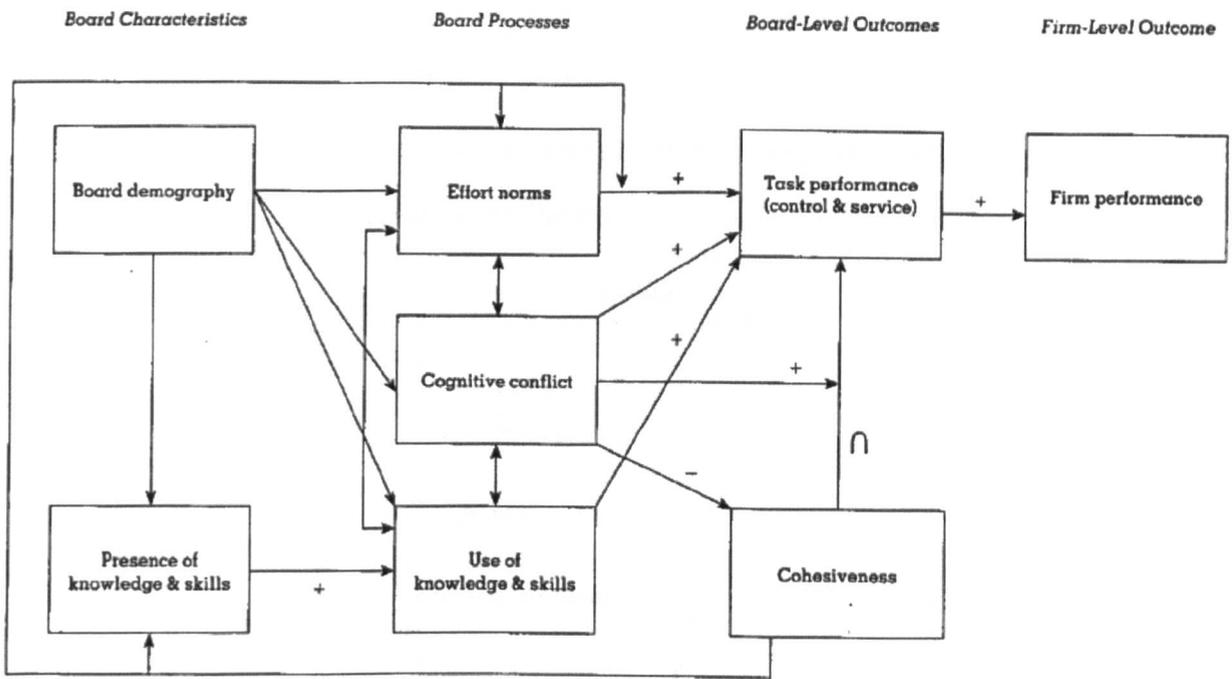 Board Characteristics
Board Processes
Board-Level Outcomes
Firm-Level Outcome
Board demography
Effort norms
+
Task performance
(control & service)
+
Firm performance
+
+
Cognitive conflict
+
∩
−
Presence of
knowledge & skills
+
Use of
knowledge & skills
Cohesiveness